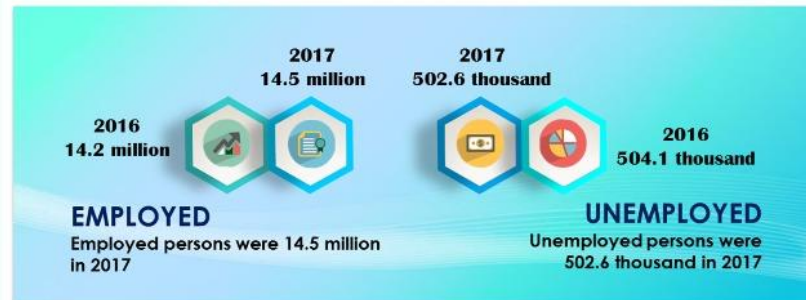 2017
14.5 million
2016
14.2 million
EMPLOYED
Employed persons were 14.5 million
in 2017
2017
502.6 thousand
2016
504.1 thousand
UNEMPLOYED
Unemployed persons were
502.6 thousand in 2017